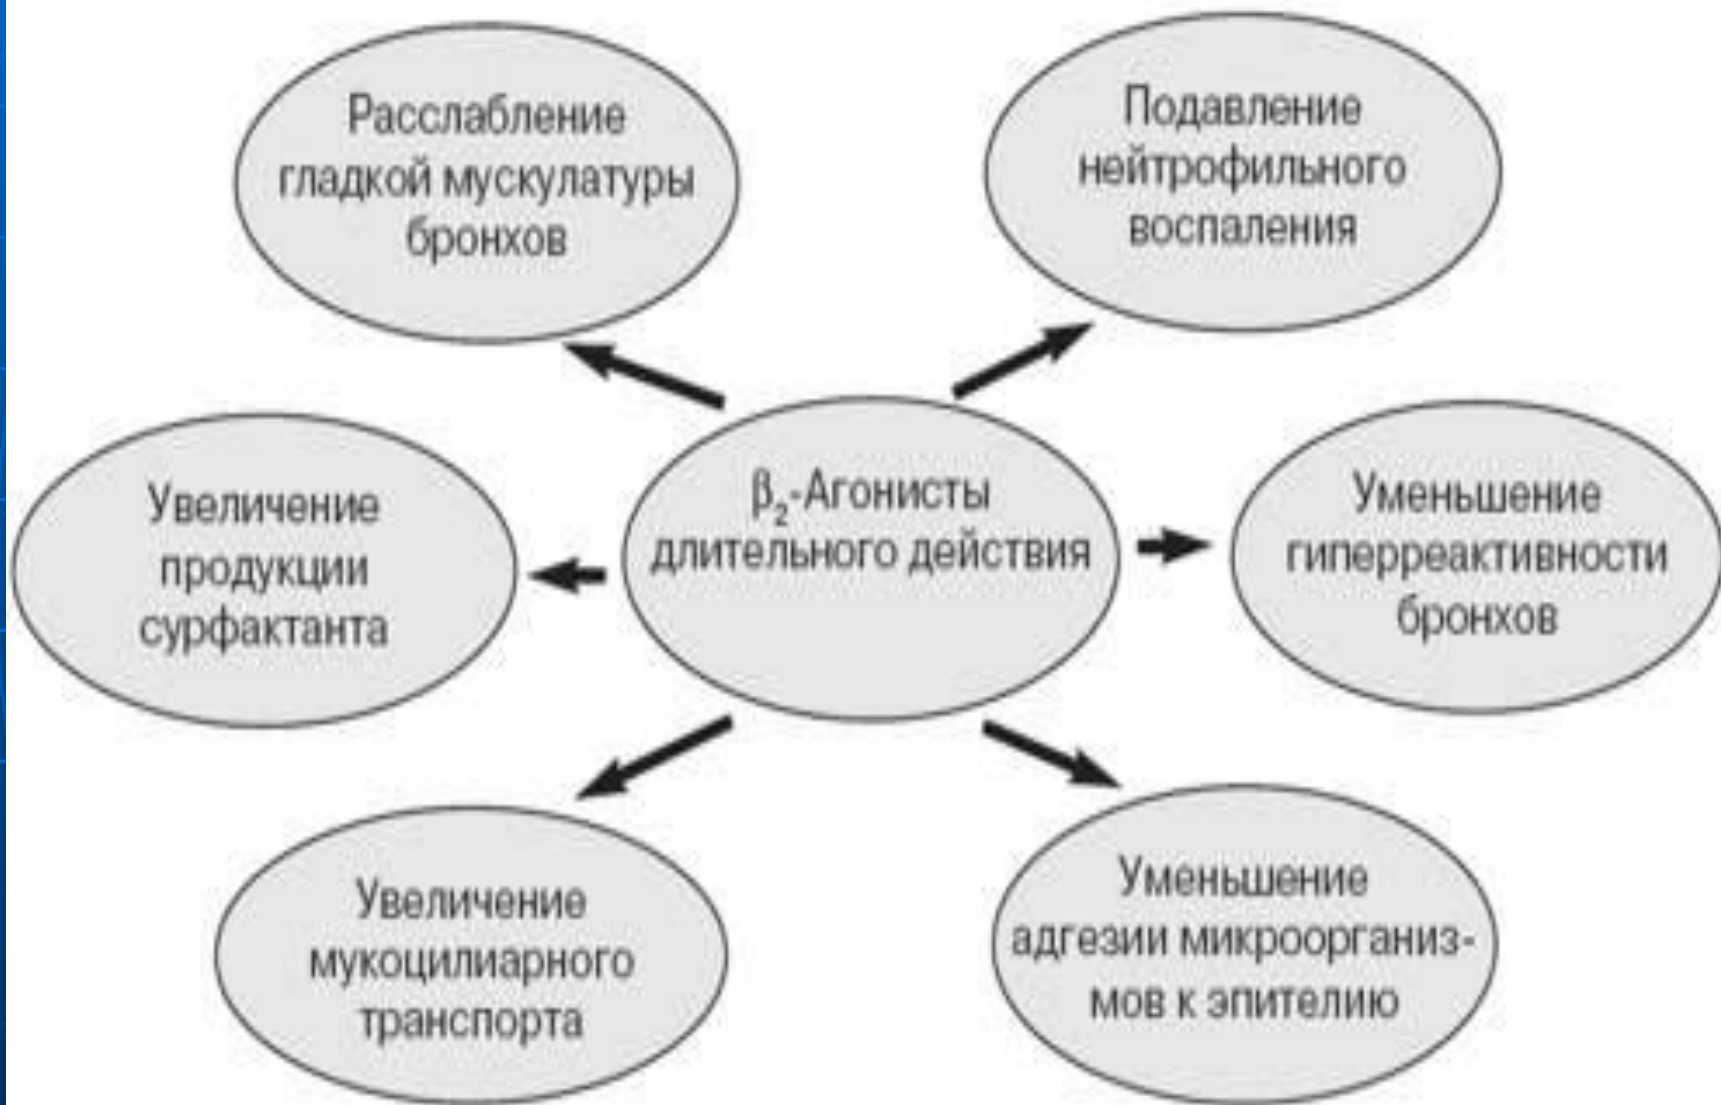 Расслабление
гладкой мускулатуры
бронхов
Подавление
нейтрофильного
воспаления
Увеличение
продукции
сурфактанта
β₂-Агонисты
длительного действия
Уменьшение
гиперреактивности
бронхов
Увеличение
мукоцилиарного
транспорта
Уменьшение
адгезии микроорганиз-
мов к эпителию